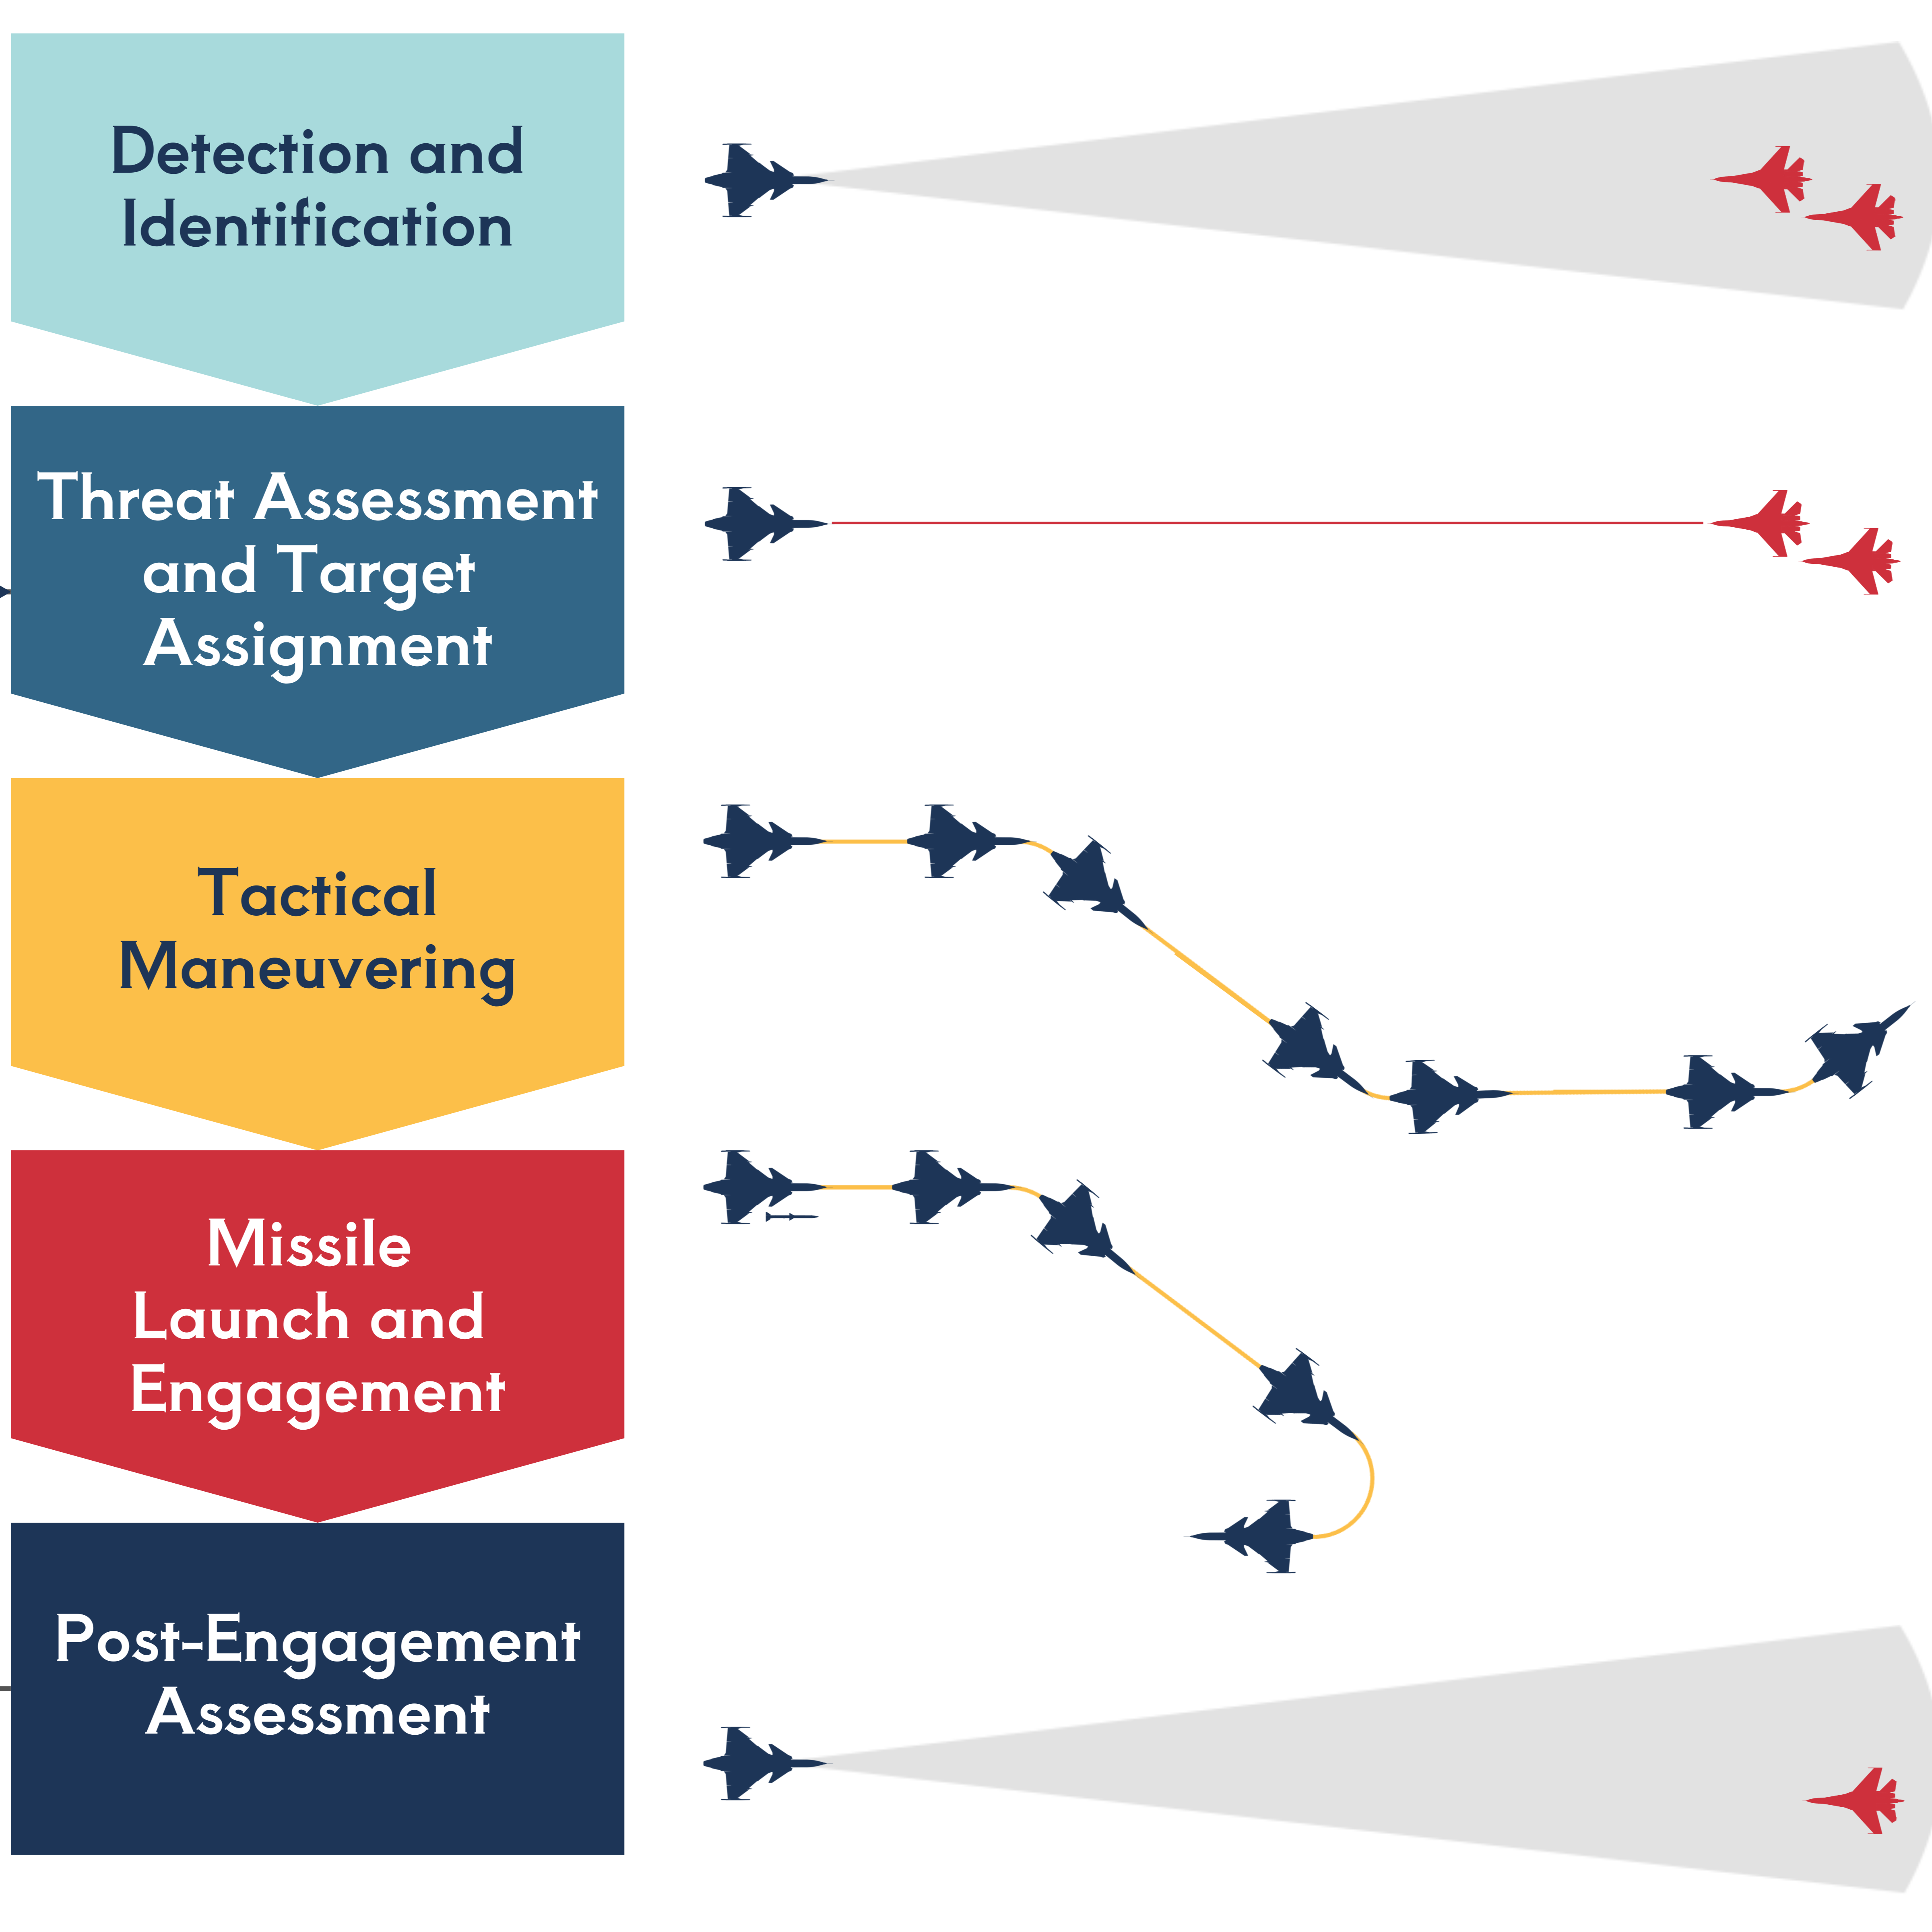 Detection and
Identification
Threat Assessment
and Target
Assignment
Tactical
Maneuvering
Missile
Launch and
Engagement
Post-Engagement
Assessment